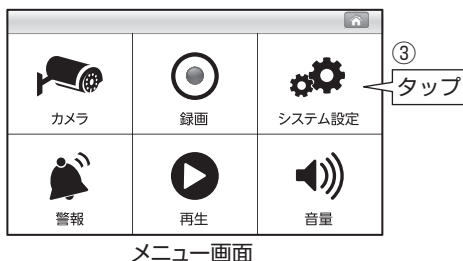 ③
タップ
カメラ
録画
システム設定
警報
再生
音量
メニュー画面